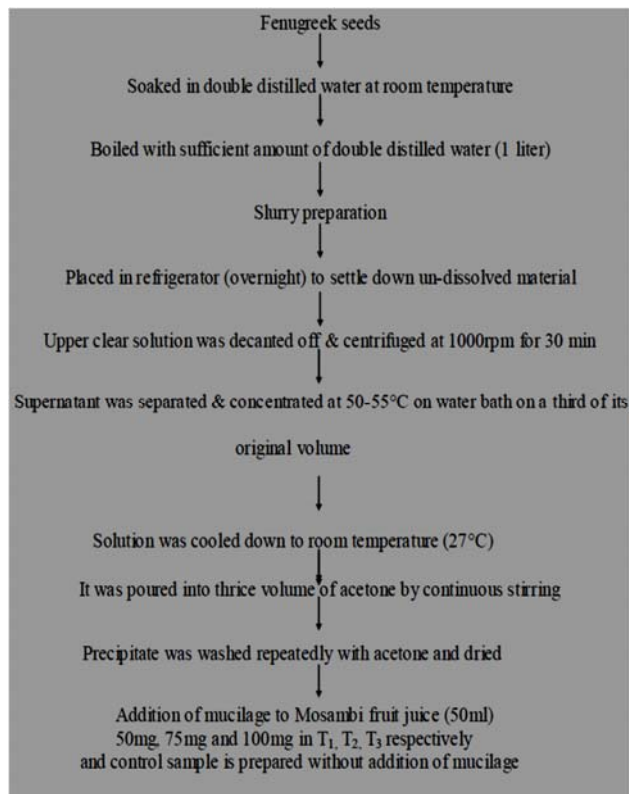 Fenugreek seeds
Soaked in double distilled water at room temperature
Boiled with sufficient amount of double distilled water (1 liter)
Slurry preparation
Placed in refrigerator (overnight) to settle down un-dissolved material
Upper clear solution was decanted off & centrifuged at 1000rpm for 30 min
Supernatant was separated & concentrated at 50-55°C on water bath on a third of its
original volume
Solution was cooled down to room temperature (27°C)
It was poured into thrice volume of acetone by continuous stirring
Precipitate was washed repeatedly with acetone and dried
Addition of mucilage to Mosambi fruit juice (50ml)
50mg, 75mg and 100mg in T₁, T₂, T₃ respectively
and control sample is prepared without addition of mucilage